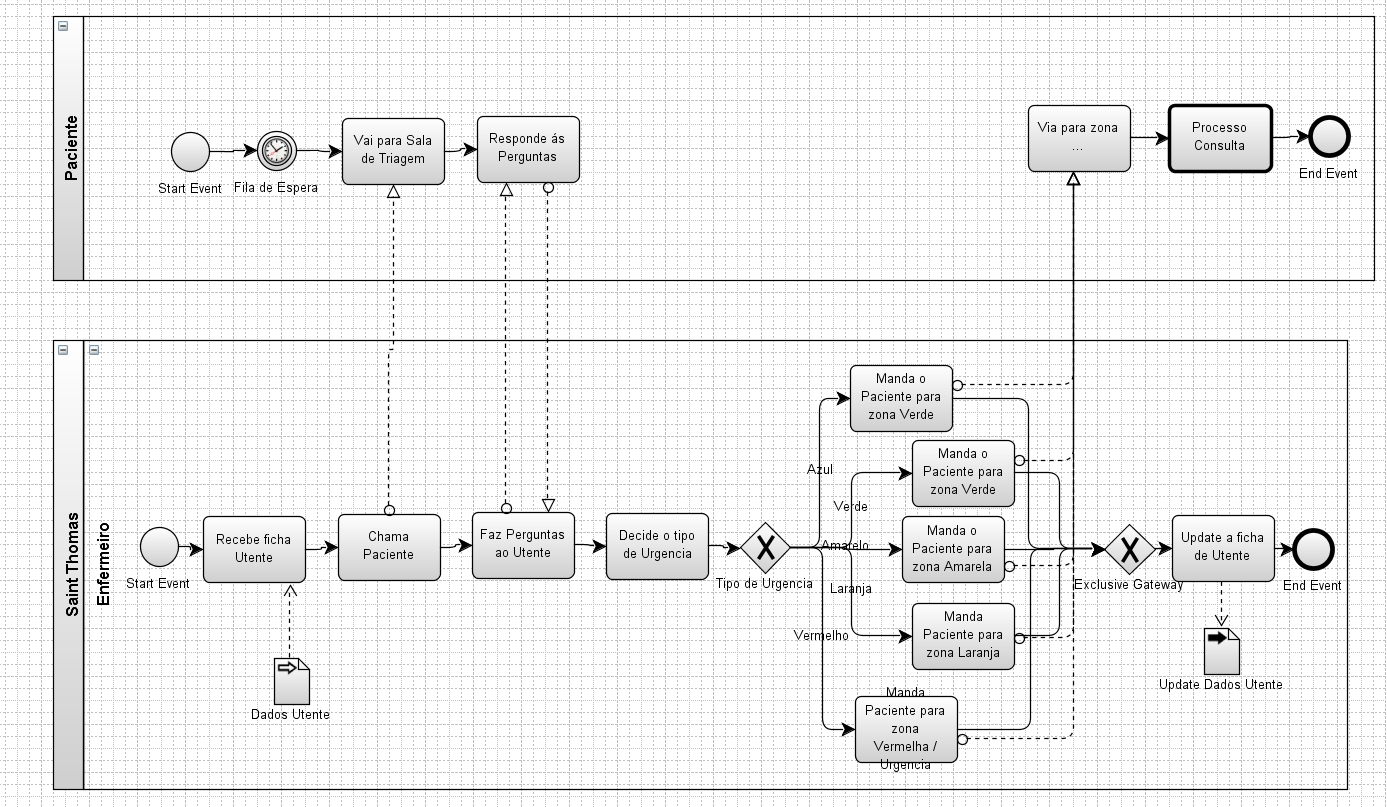 Paciente
Start Event
Fila de Espera
Vai para Sala
de Triagem
Responde ás
Perguntas
Via para zona
...
Processo
Consulta
End Event
Saint Thomas
Enfermeiro
Start Event
Recebe ficha
Utente
Dados Utente
Chama
Paciente
Faz Perguntas
ao Utente
Decide o tipo
de Urgencia
Tipo de Urgencia
Azul
Verde
Amarelo
Laranja
Vermelho
Manda o
Paciente para
zona Verde
Manda o
Paciente para
zona Verde
Manda o
Paciente para
zona Amarela
Manda
Paciente para
zona Laranja
Manda
Paciente para
zona
Vermelha /
Urgencia
Exclusive Gateway
Update a ficha
de Utente
Update Dados Utente
End Event